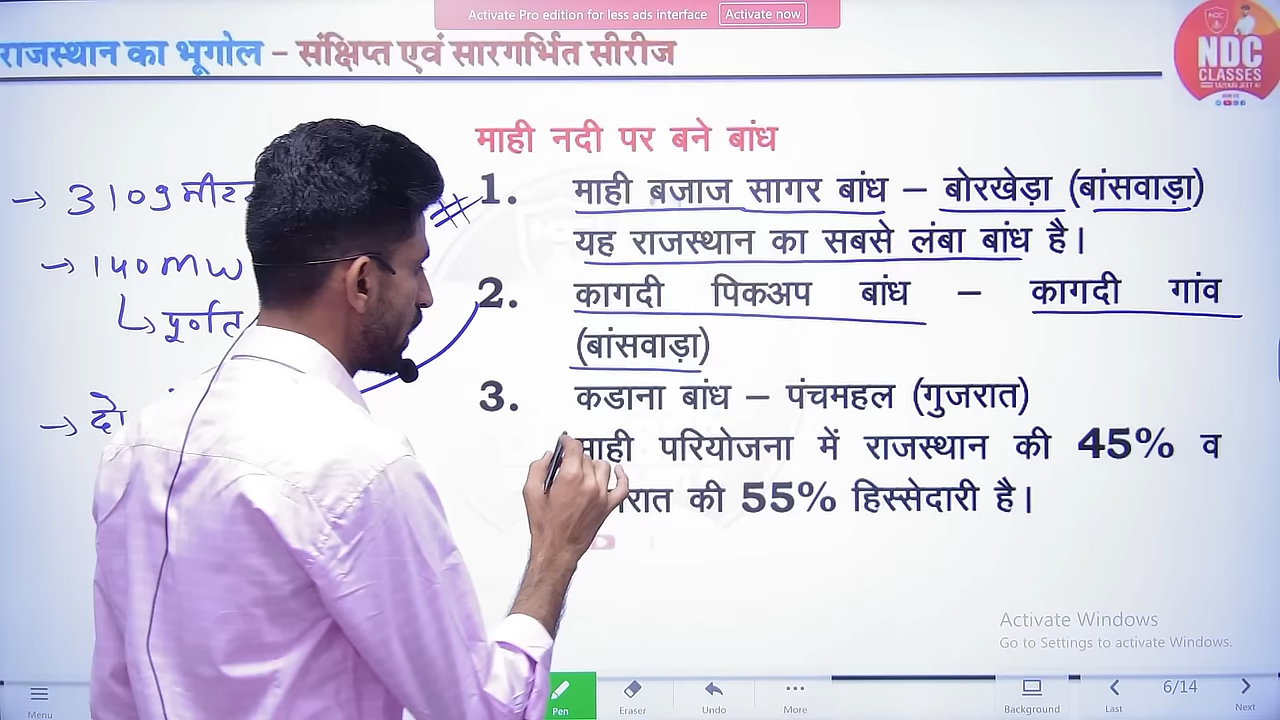 Activate Pro edition for less ads interface Activate now
राजस्थान का भूगोल – संक्षिप्त एवं सारगर्भित सीरीज
NDC
CLASSES
माही नदी पर बने बांध
1. माही बजाज सागर बांध – बोरखेड़ा (बांसवाड़ा)
यह राजस्थान का सबसे लंबा बांध है।
2. कागदी पिकअप बांध – कागदी गांव
(बांसवाड़ा)
3. कडाना बांध – पंचमहल (गुजरात)
माही परियोजना में राजस्थान की 45% व
की 55% हिस्सेदारी है।
→ 3109 मीटर
→ 140 MW
Activate Windows
Go to Settings to activate Windows.
Menu Pen Eraser Undo More Background Last 6/14 Next